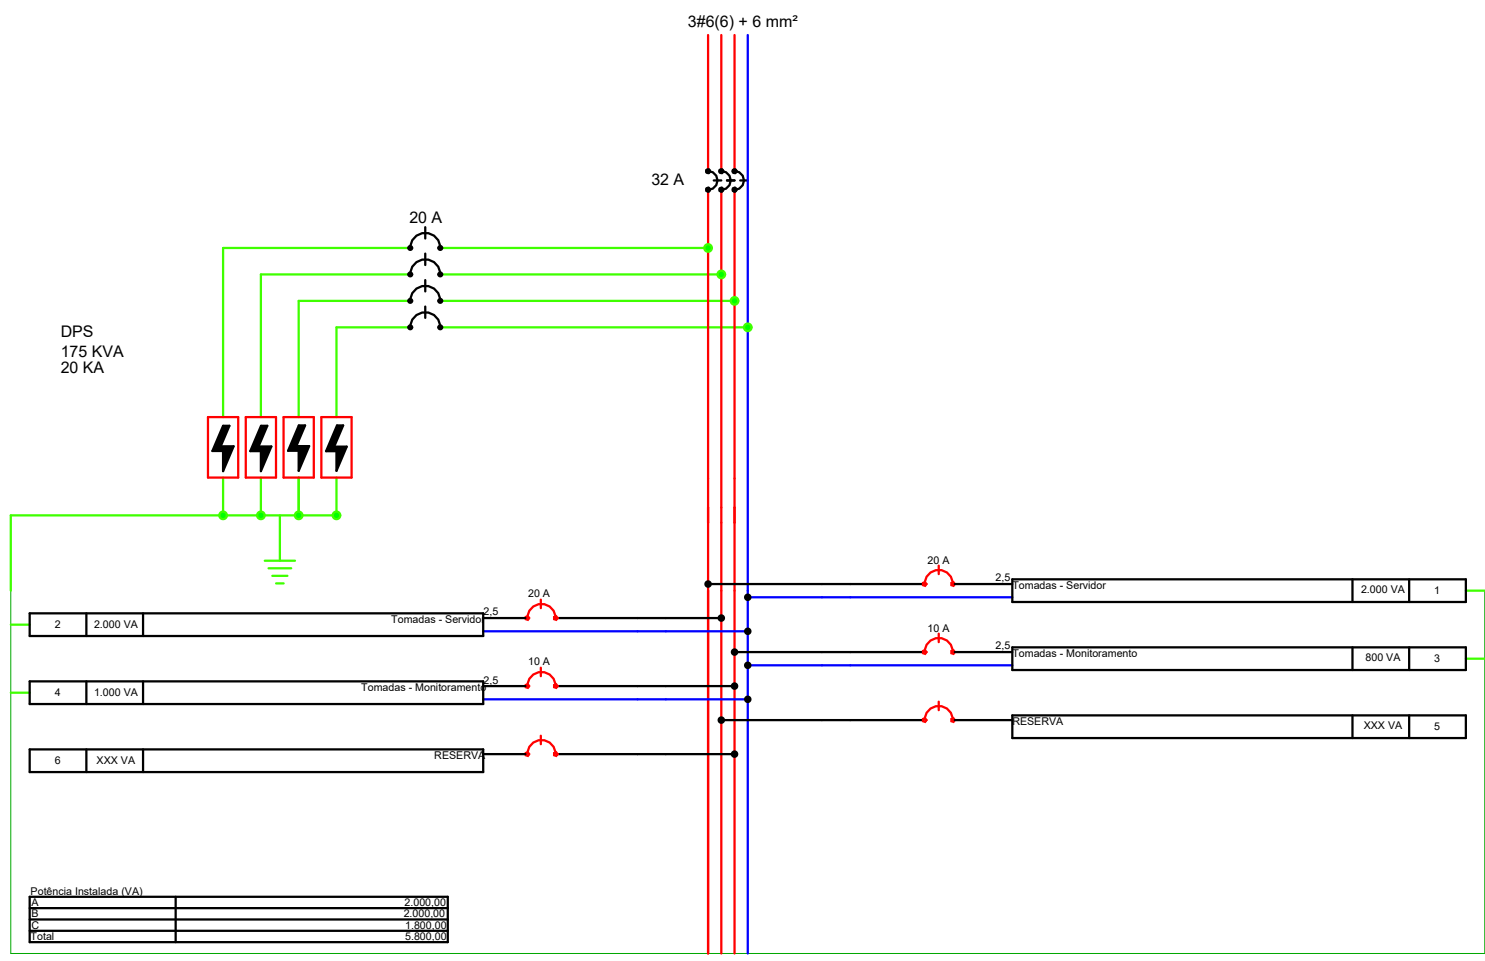 3#6(6) + 6 mm²
32 A
20 A
DPS
175 KVA
20 KA
20 A
2,5
Tomadas - Servidor
2.000 VA
1
20 A
2
2.000 VA
Tomadas - Servidor
2,5
10 A
2,5
Tomadas - Monitoramento
800 VA
3
10 A
4
1.000 VA
Tomadas - Monitoramento
2,5
RESERVA
XXX VA
5
6
XXX VA
RESERVA
Potência Instalada (VA)
A 2.000,00
B 2.000,00
C 1.800,00
Total 5.800,00